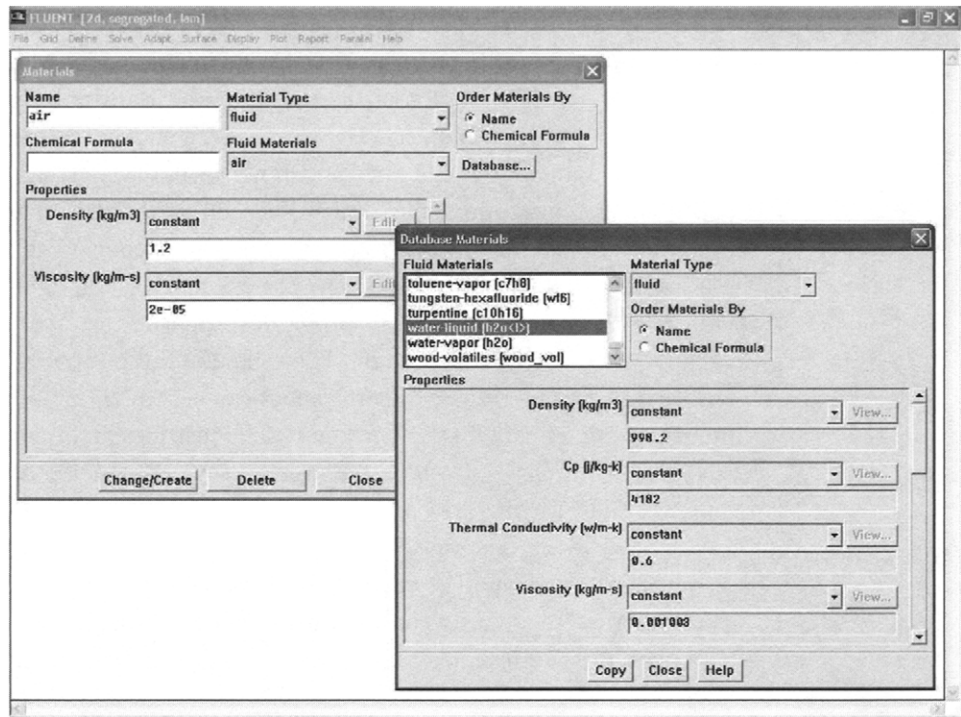 FLUENT [2d, segregated, lam]
File Grid Define Solve Adapt Surface Display Plot Report Parallel Help
Materials
Name
air
Material Type
fluid
Order Materials By
Name
Chemical Formula
Chemical Formula
Fluid Materials
air
Database...
Properties
Density (kg/m3) constant Edit...
1.2
Viscosity (kg/m-s) constant Edit
2e-05
Change/Create Delete Close
Database Materials
Fluid Materials
toluene-vapor (c7h8)
tungsten-hexafluoride (wf6)
turpentine (c10h16)
water-liquid (h2o<l>)
water-vapor (h2o)
wood-volatiles (wood_vol)
Material Type
fluid
Order Materials By
Name
Chemical Formula
Properties
Density (kg/m3) constant View...
998.2
Cp (j/kg-k) constant View...
4182
Thermal Conductivity (w/m-k) constant View...
0.6
Viscosity (kg/m-s) constant View...
0.001003
Copy Close Help